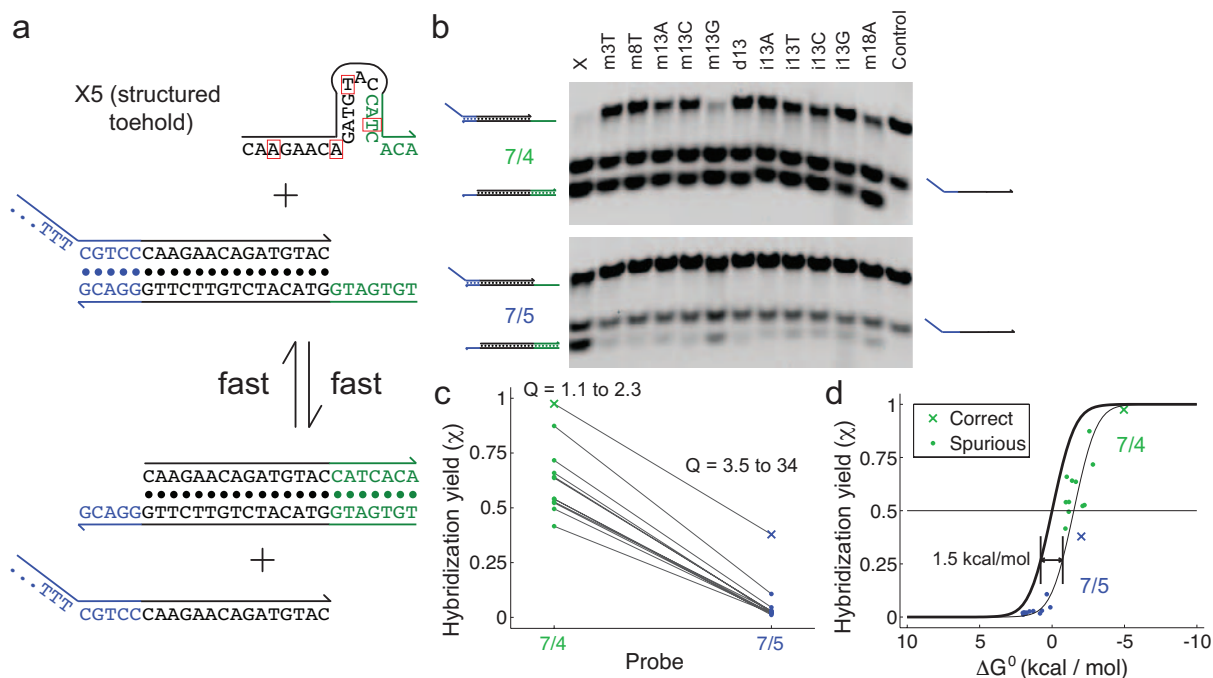 a
X5 (structured
toehold)
CAAGAACA
GATG
TAC
CATC
ACA
+
...TTT
CGTCCCAAGAACAGATGTAC
GCAGGGTTCTTGTCTACATGGTAGTGT
fast fast
CAAGAACAGATGTACCATCACA
GCAGGGTTCTTGTCTACATGGTAGTGT
+
...TTT
CGTCCCAAGAACAGATGTAC
b
X m3T m8T m13A m13C m13G d13 i13A i13T i13C i13G m18A Control
7/4
7/5
c
Q = 1.1 to 2.3
Q = 3.5 to 34
Hybridization yield (χ)
1
0.75
0.5
0.25
0
7/4 7/5
Probe
d
× Correct
• Spurious
7/4
1.5 kcal/mol
7/5
Hybridization yield (χ)
1
0.75
0.5
0.25
0
10 5 0 -5 -10
ΔG⁰ (kcal / mol)